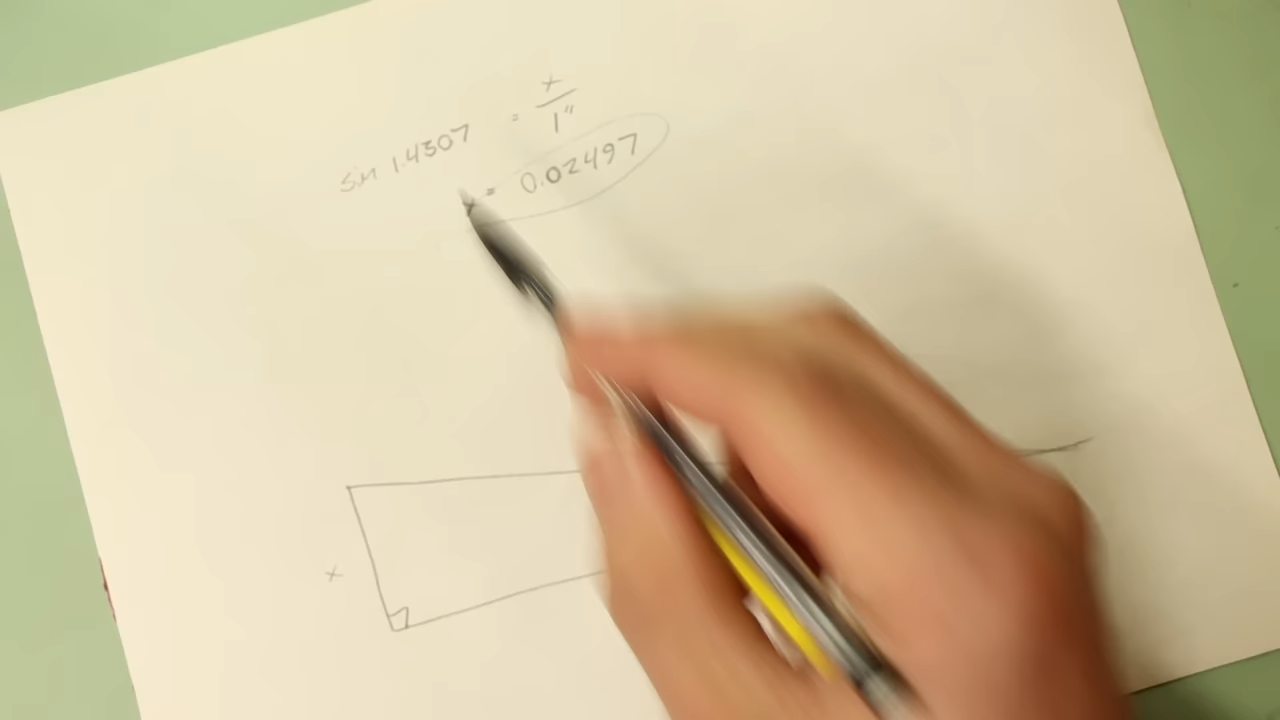 sin 1.4307 = x/1"
x = 0.02497
x